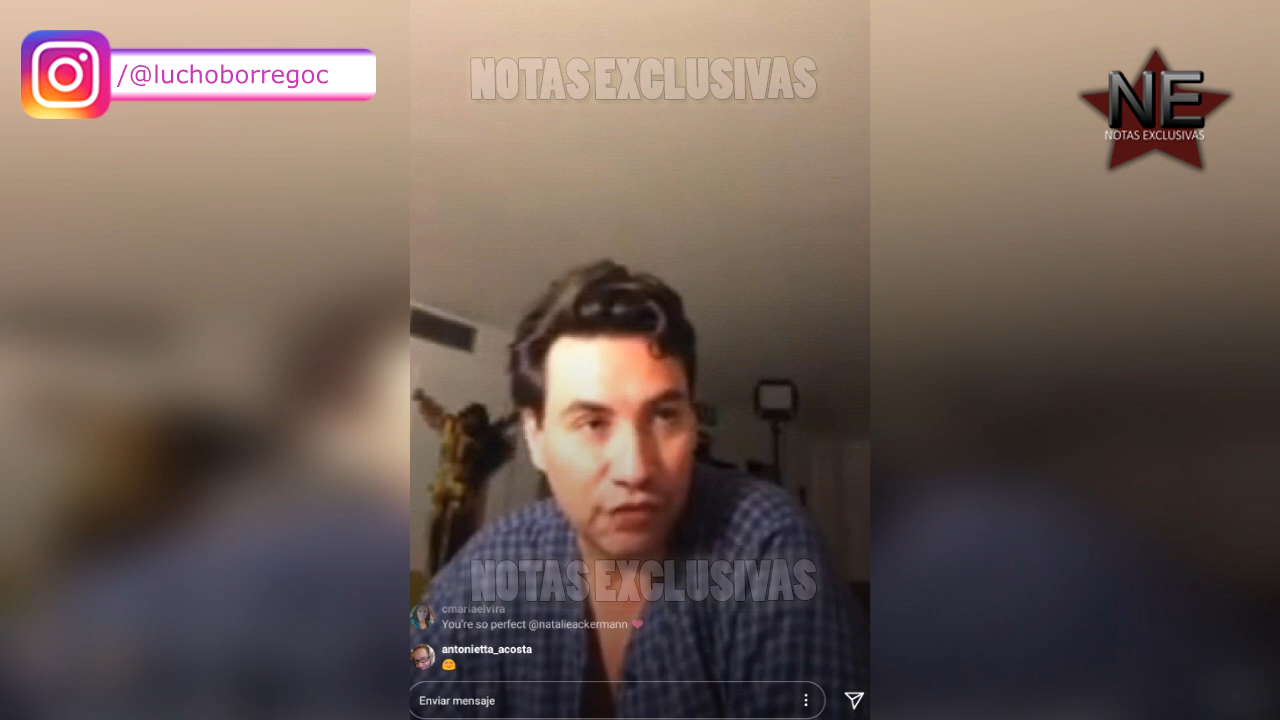 /@luchoborregoc
NOTAS EXCLUSIVAS
NE
NOTAS EXCLUSIVAS
NOTAS EXCLUSIVAS
cmariaelvira
You're so perfect @natalieackermann ❤
antonietta_acosta
😊
Enviar mensaje